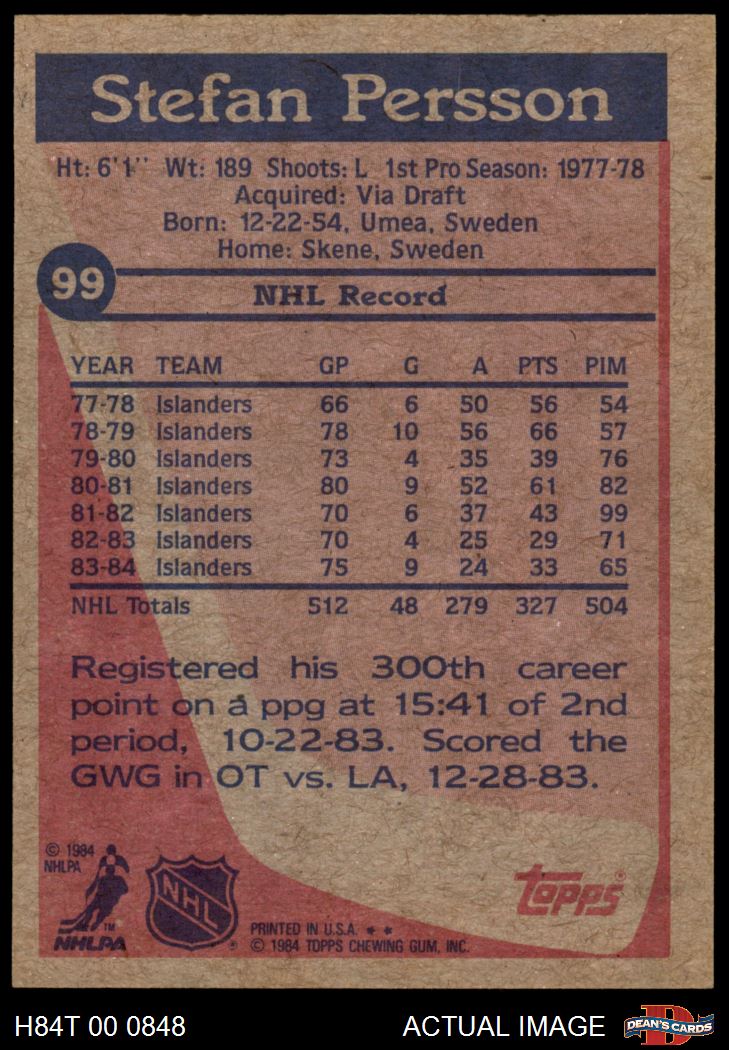 Stefan Persson
Ht: 6'1'' Wt: 189 Shoots: L 1st Pro Season: 1977-78
Acquired: Via Draft
Born: 12-22-54, Umea, Sweden
Home: Skene, Sweden
99
NHL Record
YEAR TEAM GP G A PTS PIM
77-78 Islanders 66 6 50 56 54
78-79 Islanders 78 10 56 66 57
79-80 Islanders 73 4 35 39 76
80-81 Islanders 80 9 52 61 82
81-82 Islanders 70 6 37 43 99
82-83 Islanders 70 4 25 29 71
83-84 Islanders 75 9 24 33 65
NHL Totals 512 48 279 327 504
Registered his 300th career
point on a ppg at 15:41 of 2nd
period, 10-22-83. Scored the
GWG in OT vs. LA, 12-28-83.
© 1984
NHLPA
TM
NHLPA
NHL
®
topps®
PRINTED IN U.S.A. * *
© 1984 TOPPS CHEWING GUM, INC.
H84T 00 0848
ACTUAL IMAGE
D
DEAN'S CARDS